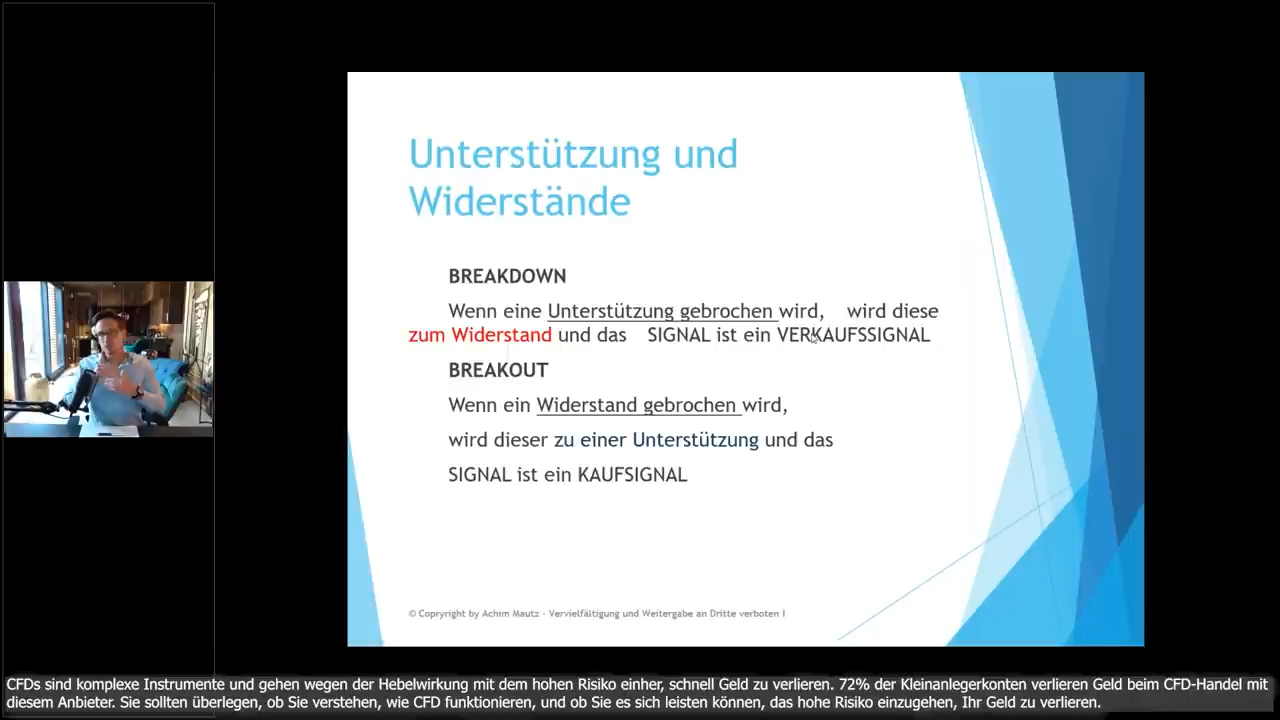 Unterstützung und
Widerstände
BREAKDOWN
Wenn eine Unterstützung gebrochen wird, wird diese
zum Widerstand und das SIGNAL ist ein VERKAUFSSIGNAL
BREAKOUT
Wenn ein Widerstand gebrochen wird,
wird dieser zu einer Unterstützung und das
SIGNAL ist ein KAUFSIGNAL
© Copryright by Achim Mautz - Vervielfältigung und Weitergabe an Dritte verboten !
CFDs sind komplexe Instrumente und gehen wegen der Hebelwirkung mit dem hohen Risiko einher, schnell Geld zu verlieren. 72% der Kleinanlegerkonten verlieren Geld beim CFD-Handel mit
diesem Anbieter. Sie sollten überlegen, ob Sie verstehen, wie CFD funktionieren, und ob Sie es sich leisten können, das hohe Risiko einzugehen, Ihr Geld zu verlieren.